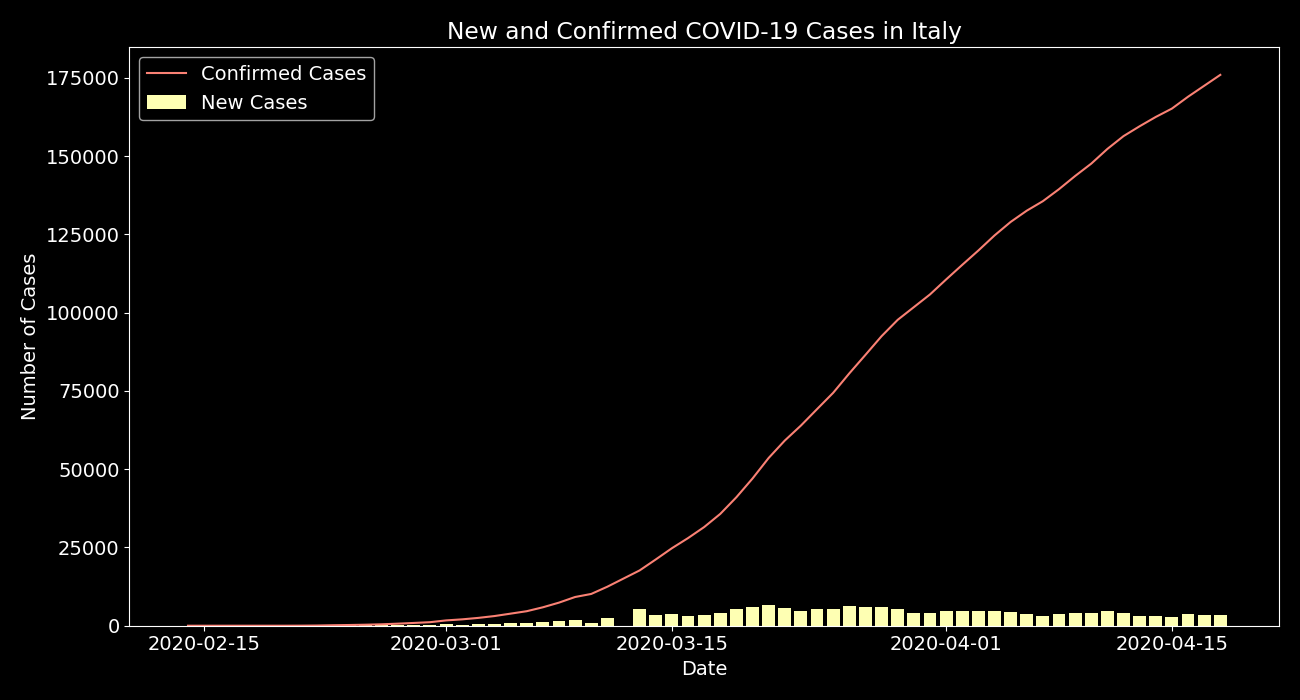 New and Confirmed COVID-19 Cases in Italy
Confirmed Cases
New Cases
175000
150000
125000
100000
75000
50000
25000
0
Number of Cases
2020-02-15
2020-03-01
2020-03-15
2020-04-01
2020-04-15
Date